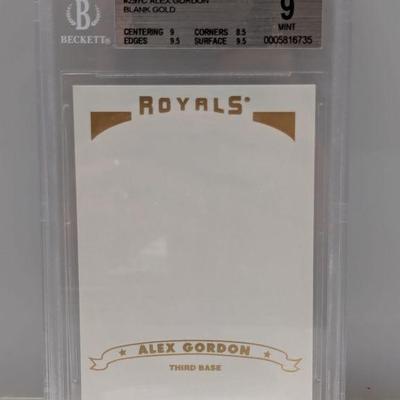 #297C ALEX GORDON
BLANK GOLD
CENTERING 9 CORNERS 8.5
EDGES 9.5 SURFACE 9.5
B
BECKETT®
9
MINT
0005816735
ROYALS®
ALEX GORDON
THIRD BASE